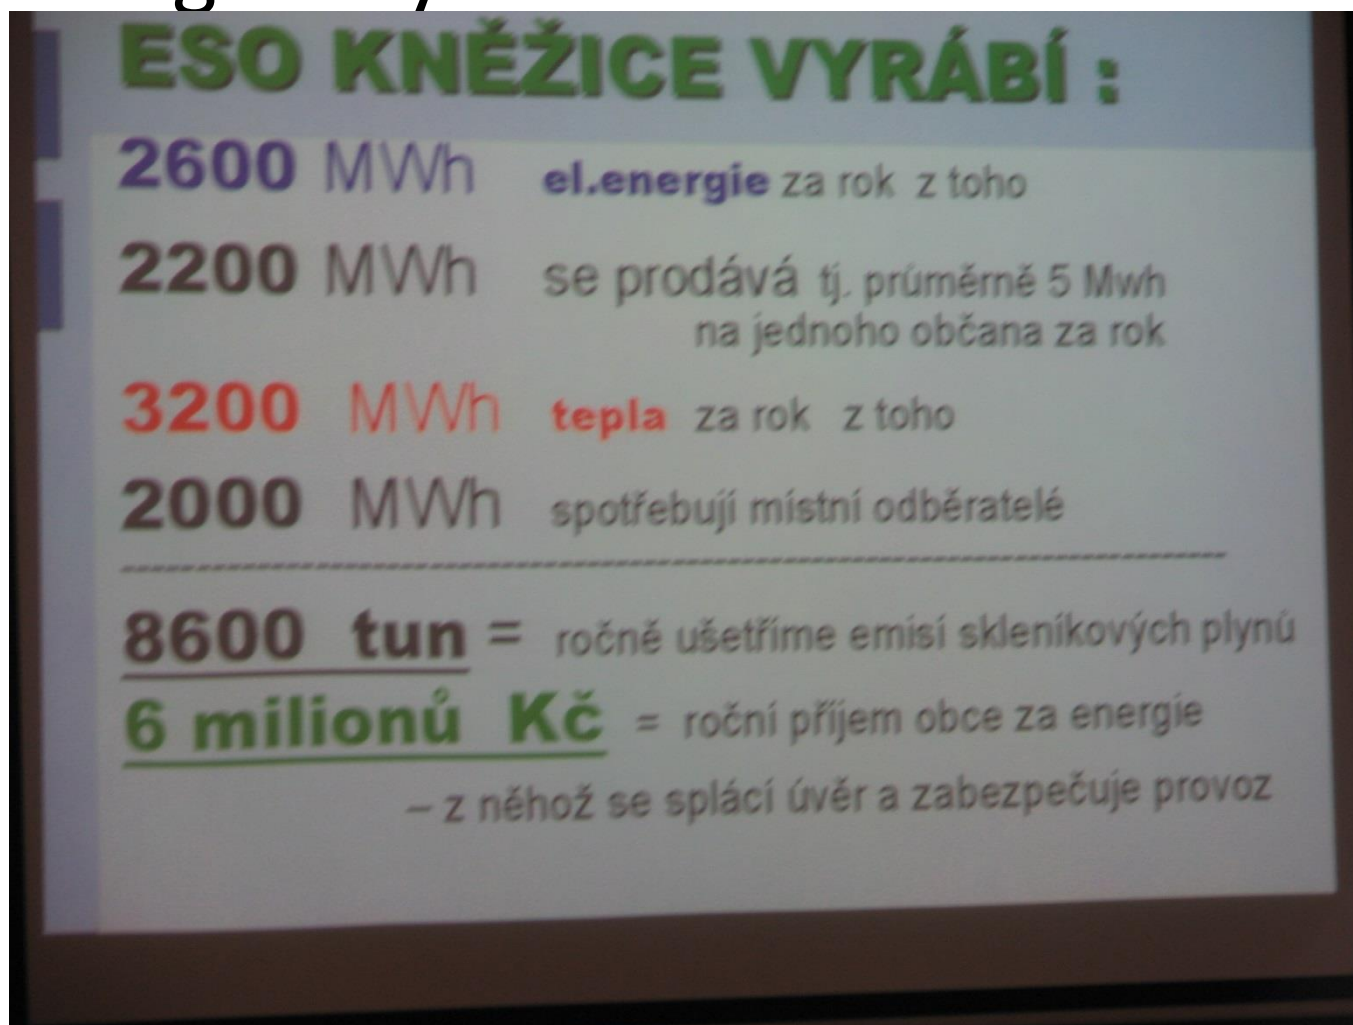 ESO KNĚŽICE VYRÁBÍ :
2600 MWh el.energie za rok z toho
2200 MWh se prodává tj. průměrně 5 Mwh
na jednoho občana za rok
3200 MWh tepla za rok z toho
2000 MWh spotřebují místní odběratelé
8600 tun = ročně ušetříme emisí skleníkových plynů
6 milionů Kč = roční příjem obce za energie
– z něhož se splácí úvěr a zabezpečuje provoz